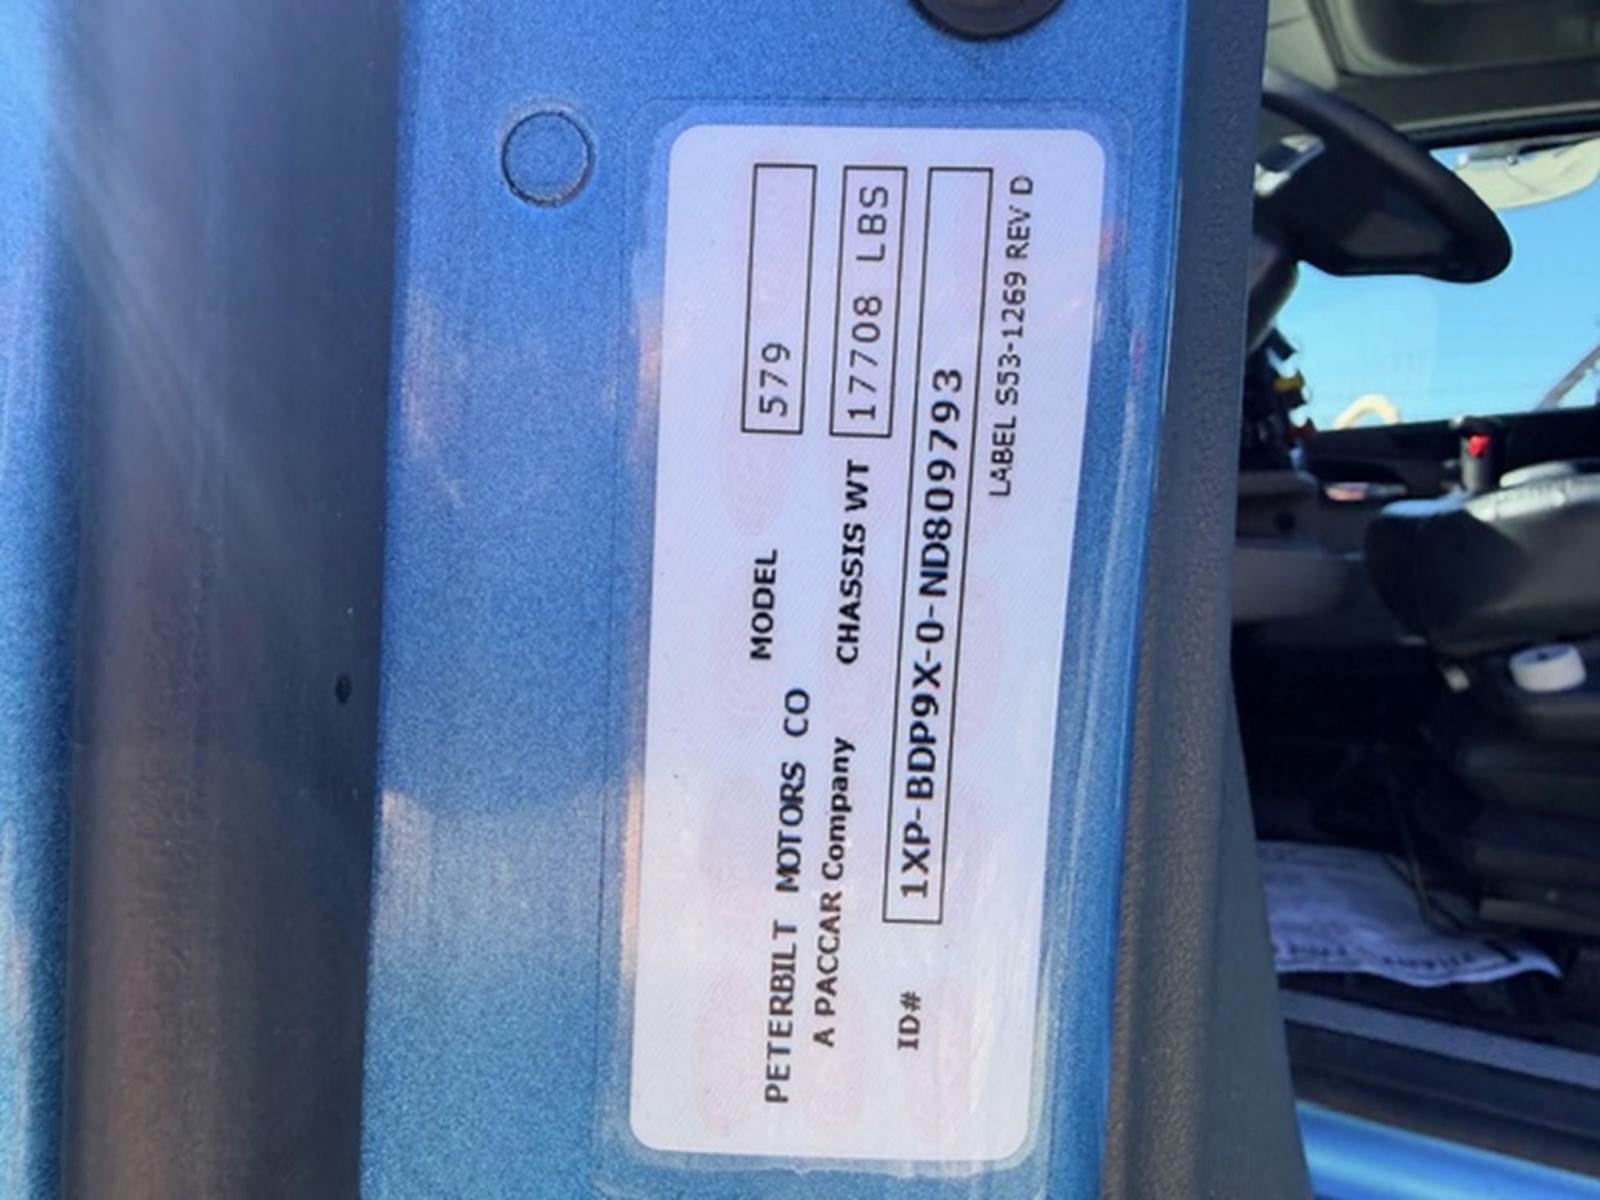 PETERBILT MOTORS CO MODEL 579
A PACCAR Company CHASSIS WT 17708 LBS
ID# 1XP-BDP9X-0-ND809793
LABEL S53-1269 REV D